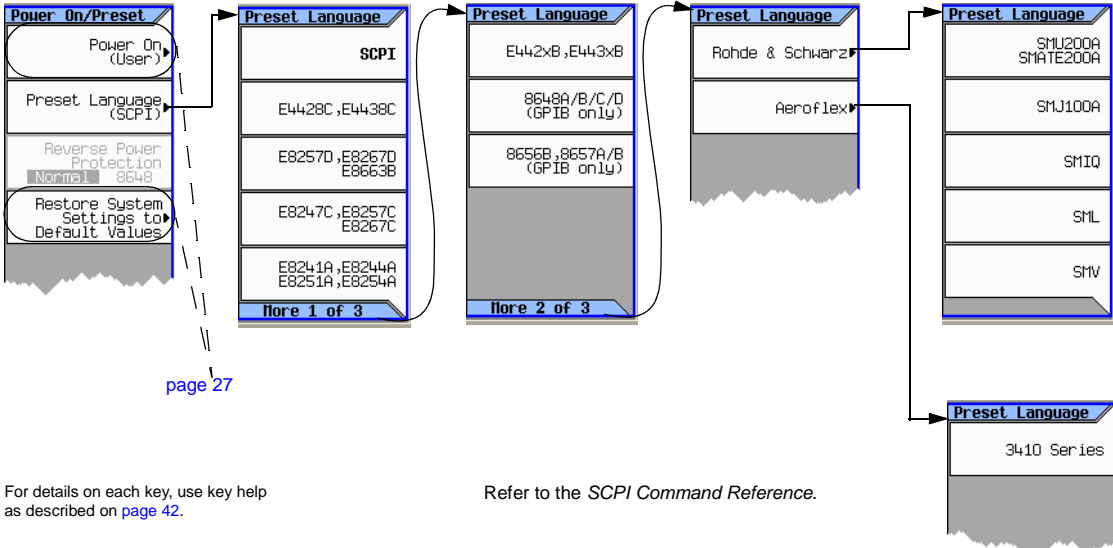 Power On/Preset
Power On
(User)
Preset Language
(SCPI)
Reverse Power
Protection
Normal 8648
Restore System
Settings to
Default Values
page 27
Preset Language
SCPI
E4428C,E4438C
E8257D,E8267D
E8663B
E8247C,E8257C
E8267C
E8241A,E8244A
E8251A,E8254A
More 1 of 3
Preset Language
E442xB,E443xB
8648A/B/C/D
(GPIB only)
8656B,8657A/B
(GPIB only)
More 2 of 3
Preset Language
Rohde & Schwarz
Aeroflex
Preset Language
SMU200A
SMATE200A
SMJ100A
SMIQ
SML
SMV
Preset Language
3410 Series
For details on each key, use key help
as described on page 42.
Refer to the SCPI Command Reference.